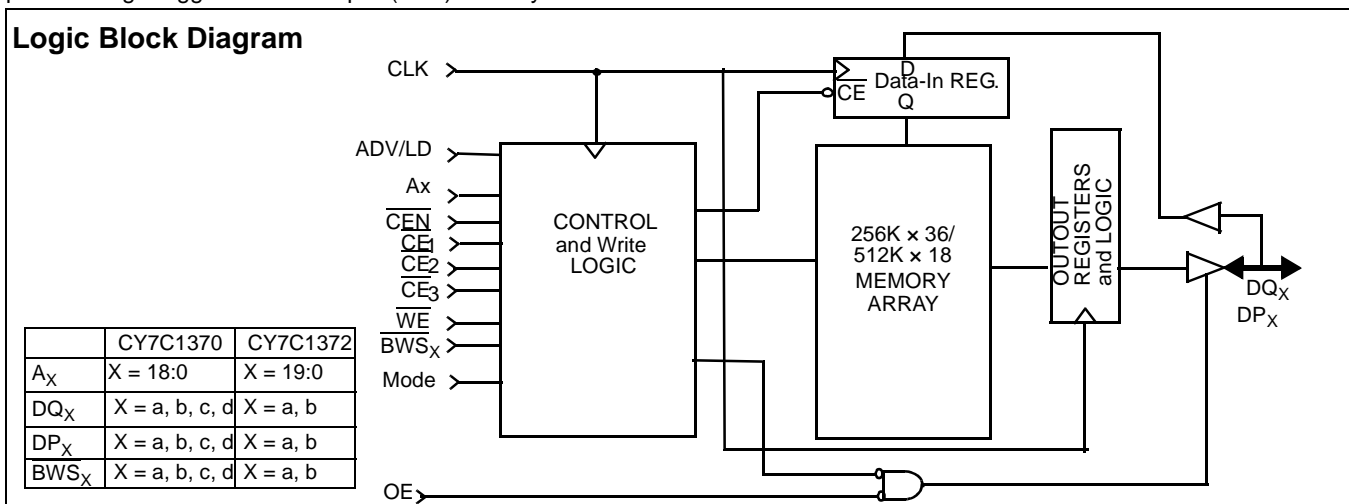 Logic Block Diagram
CLK
D
CE Data-In REG.
Q
ADV/LD
Ax
CEN
CE1
CE2
CE3
WE
BWSX
Mode
OE
CONTROL
and Write
LOGIC
256K × 36/
512K × 18
MEMORY
ARRAY
OUTOUT
REGISTERS
and LOGIC
DQX
DPX
CY7C1370 CY7C1372
AX X = 18:0 X = 19:0
DQX X = a, b, c, d X = a, b
DPX X = a, b, c, d X = a, b
BWSX X = a, b, c, d X = a, b